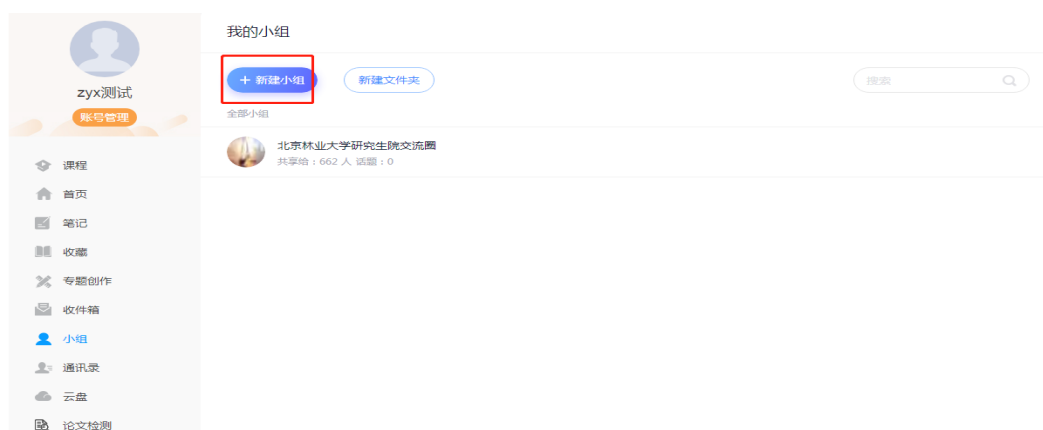 zyx测试
账号管理
课程
首页
笔记
收藏
专题创作
收件箱
小组
通讯录
云盘
论文检测
我的小组
+ 新建小组
新建文件夹
搜索
全部小组
北京林业大学研究生院交流圈
共享给：662 人 话题：0